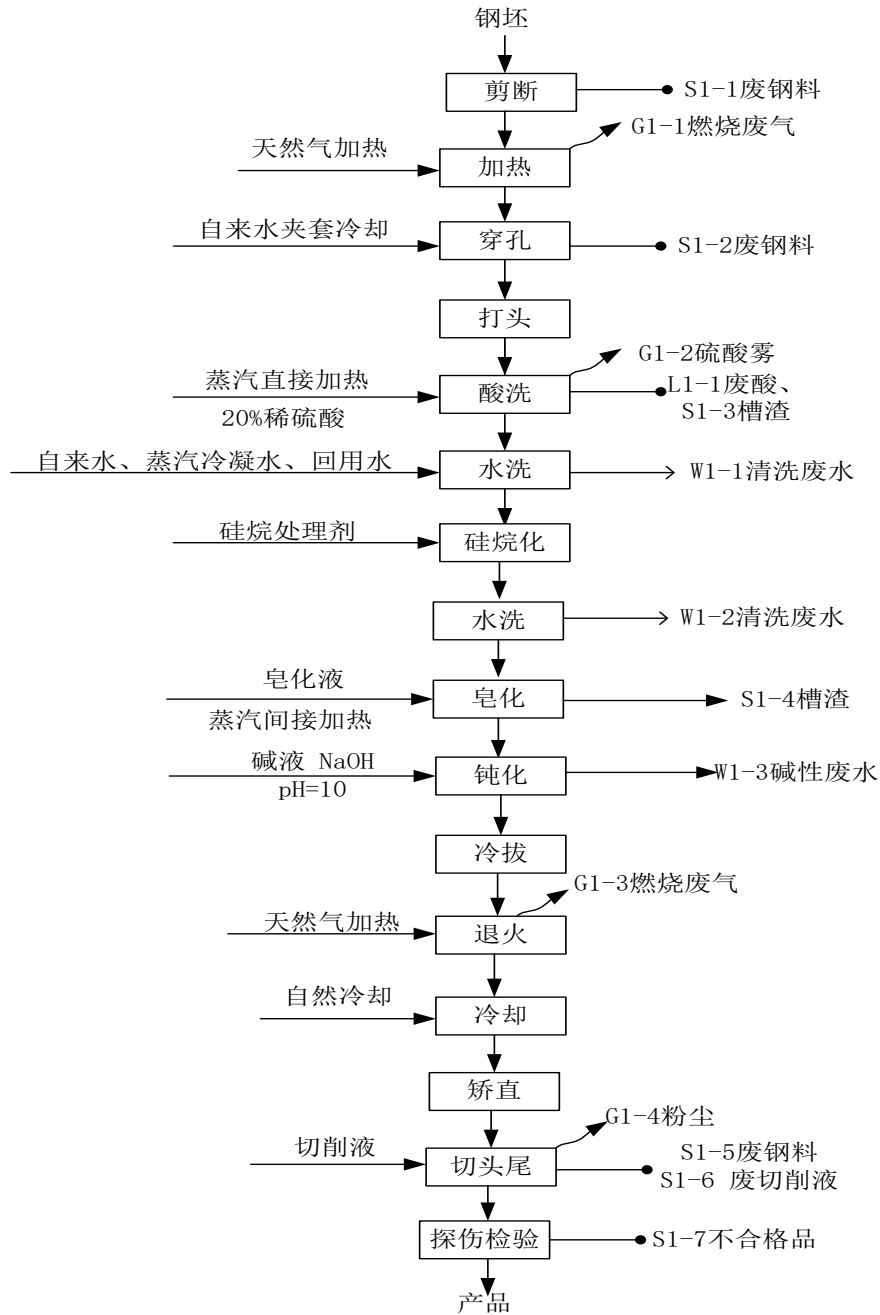 钢坯
剪断
S1-1废钢料
G1-1燃烧废气
天然气加热
加热
自来水夹套冷却
穿孔
S1-2废钢料
打头
G1-2硫酸雾
蒸汽直接加热
酸洗
L1-1废酸、
S1-3槽渣
20%稀硫酸
自来水、蒸汽冷凝水、回用水
水洗
W1-1清洗废水
硅烷处理剂
硅烷化
水洗
W1-2清洗废水
皂化液
皂化
S1-4槽渣
蒸汽间接加热
碱液 NaOH
钝化
W1-3碱性废水
pH=10
冷拔
G1-3燃烧废气
天然气加热
退火
自然冷却
冷却
矫直
G1-4粉尘
切削液
切头尾
S1-5废钢料
S1-6 废切削液
探伤检验
S1-7不合格品
产品